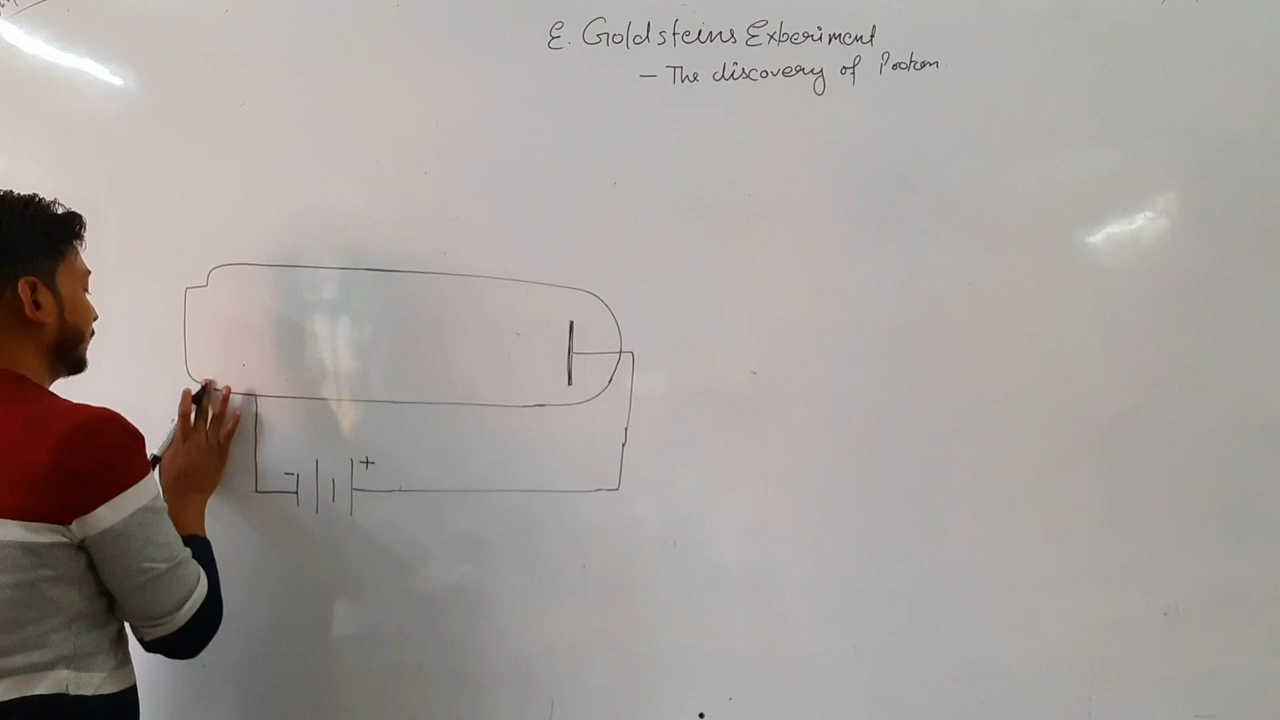 E. Goldsteins Experiment
– The discovery of Proton
-
+